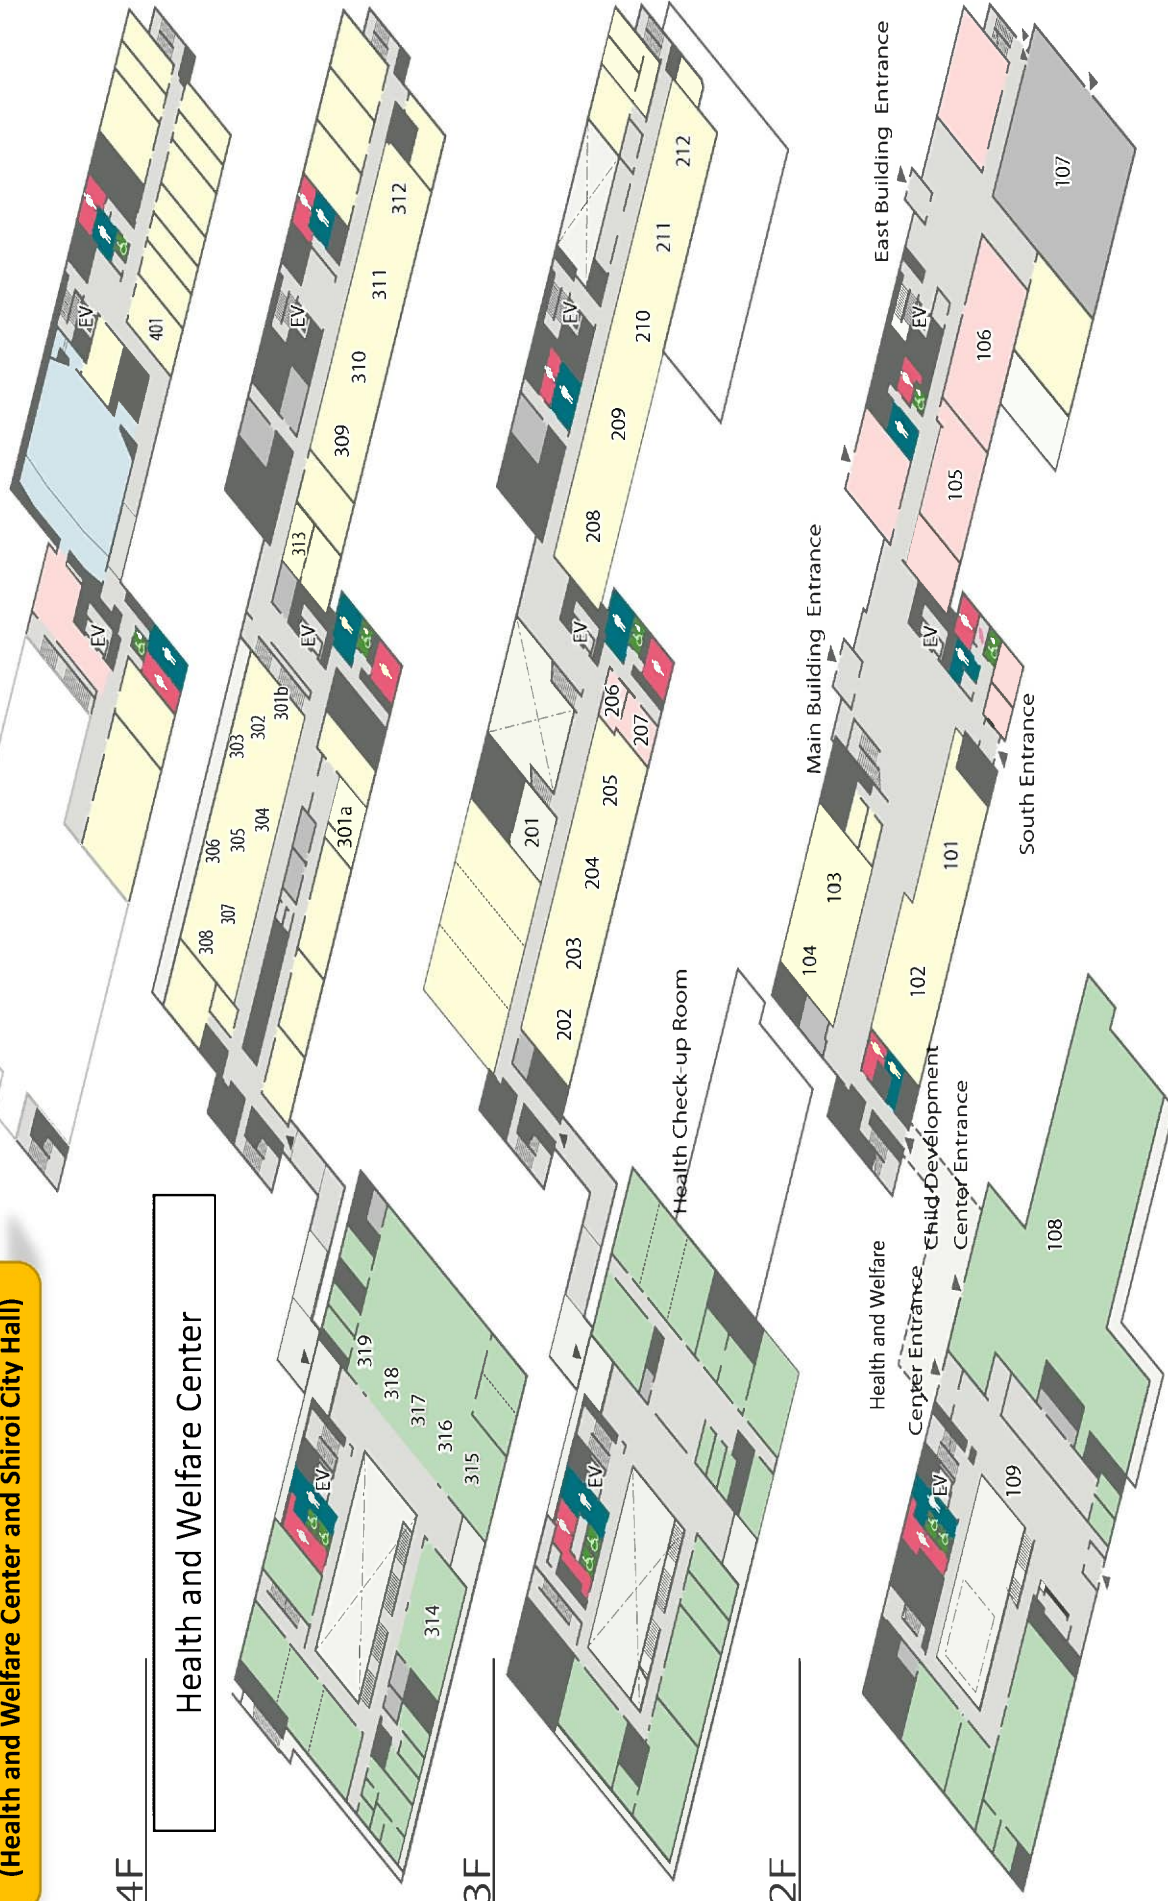 (Health and Welfare Center and Shiroi City Hall)
4F
401
EV
EV
Health and Welfare Center
3F
308
307
306
305
304
303
302
301b
301a
313
309
310
311
312
EV
EV
319
318
317
316
315
314
EV
2F
201
202
203
204
205
206
207
208
209
210
211
212
EV
EV
EV
Health Check-up Room
Main Building Entrance
East Building Entrance
South Entrance
Health and Welfare
Center Entrance
Child Development
Center Entrance
101
102
103
104
105
106
107
108
109
EV
EV
EV